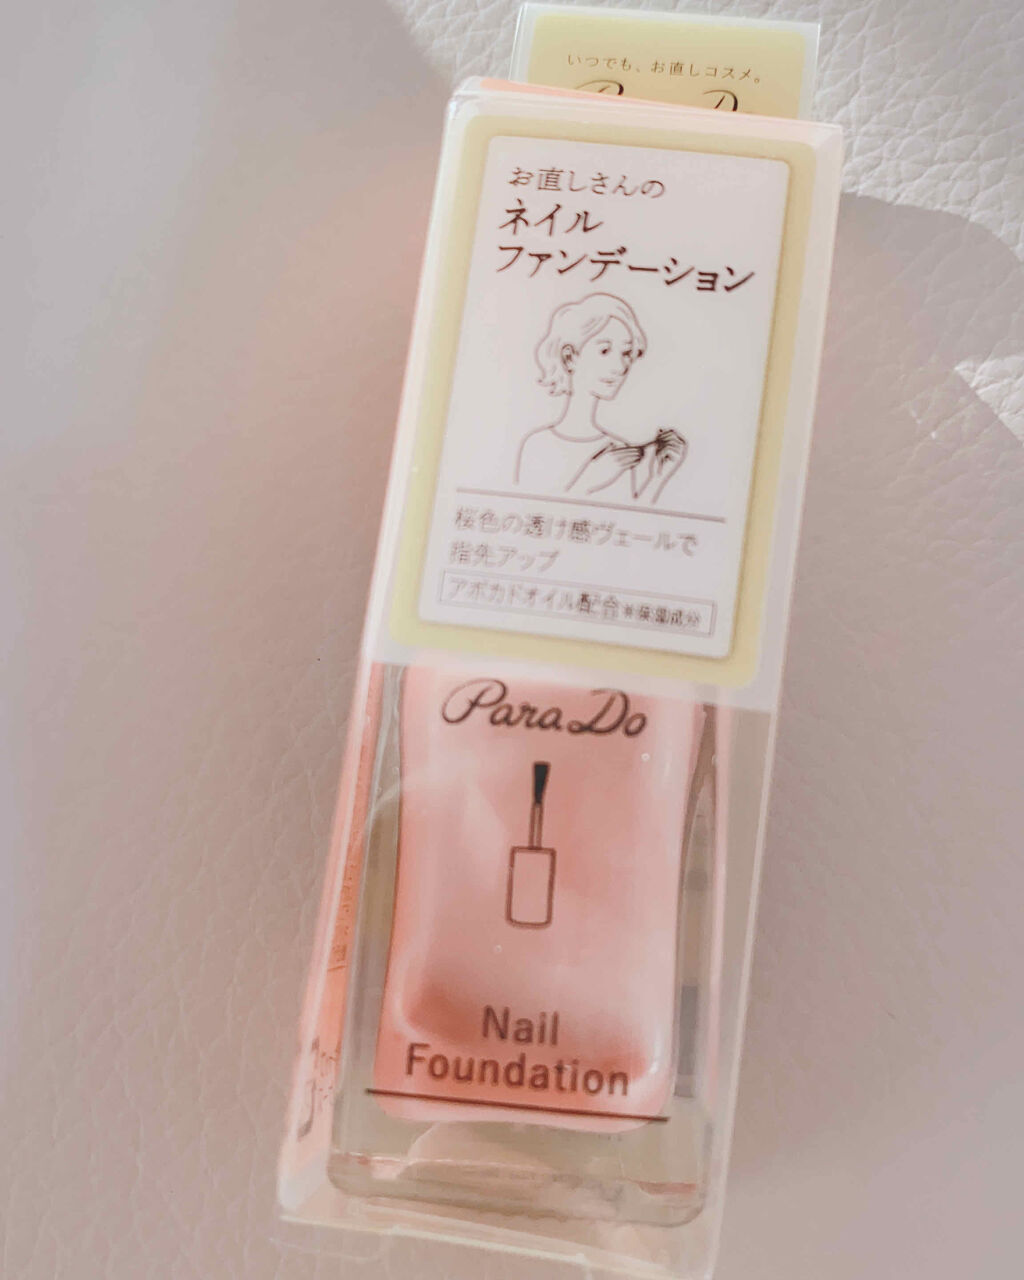 いつでも、お直しコスメ。
お直しさんの
ネイル
ファンデーション
桜色の透け感ヴェールで
指先アップ
アボカドオイル配合※保湿成分
Para Do
Nail
Foundation